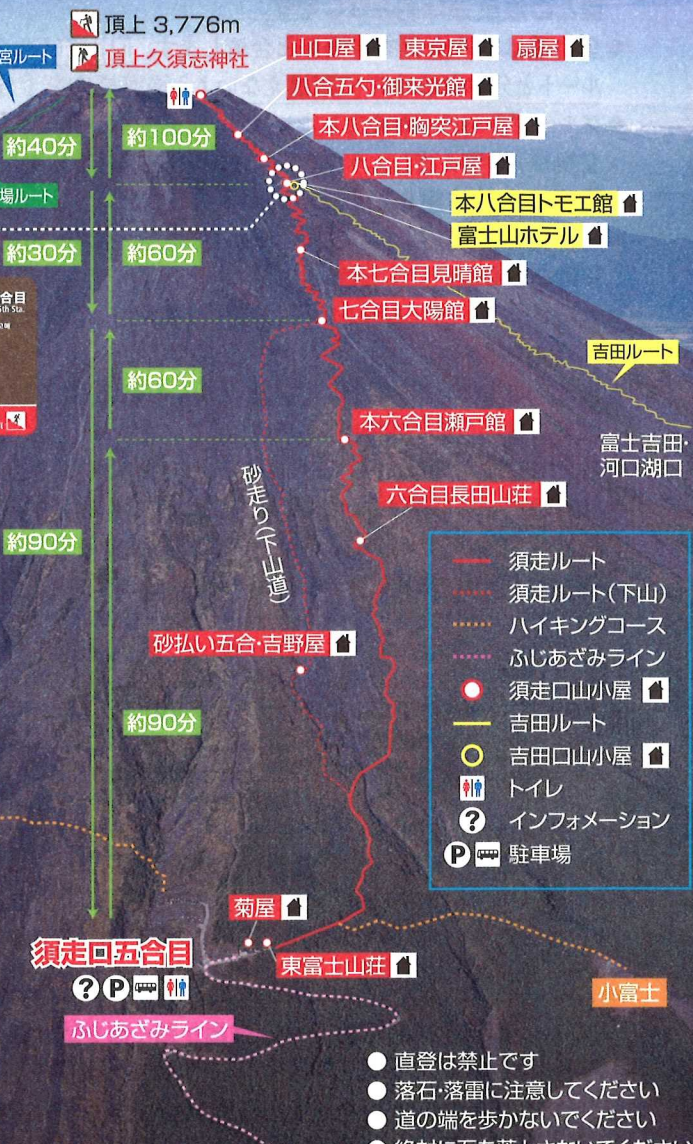 頂上 3,776m
宮ルート
頂上久須志神社
山口屋
東京屋
扇屋
八合五勺・御来光館
約40分
約100分
本八合目・胸突江戸屋
八合目・江戸屋
場ルート
本八合目トモエ館
富士山ホテル
約30分
約60分
本七合目見晴館
合目
5th Sta.
七合目大陽館
吉田ルート
約60分
本六合目瀬戸館
富士吉田・
河口湖口
砂走り(下山道)
六合目長田山荘
約90分
須走ルート
須走ルート(下山)
ハイキングコース
ふじあざみライン
須走口山小屋
吉田ルート
吉田口山小屋
トイレ
? インフォメーション
P 駐車場
砂払い五合・吉野屋
約90分
菊屋
須走口五合目
東富士山荘
? P
小富士
ふじあざみライン
● 直登は禁止です
● 落石・落雷に注意してください
● 道の端を歩かないでください